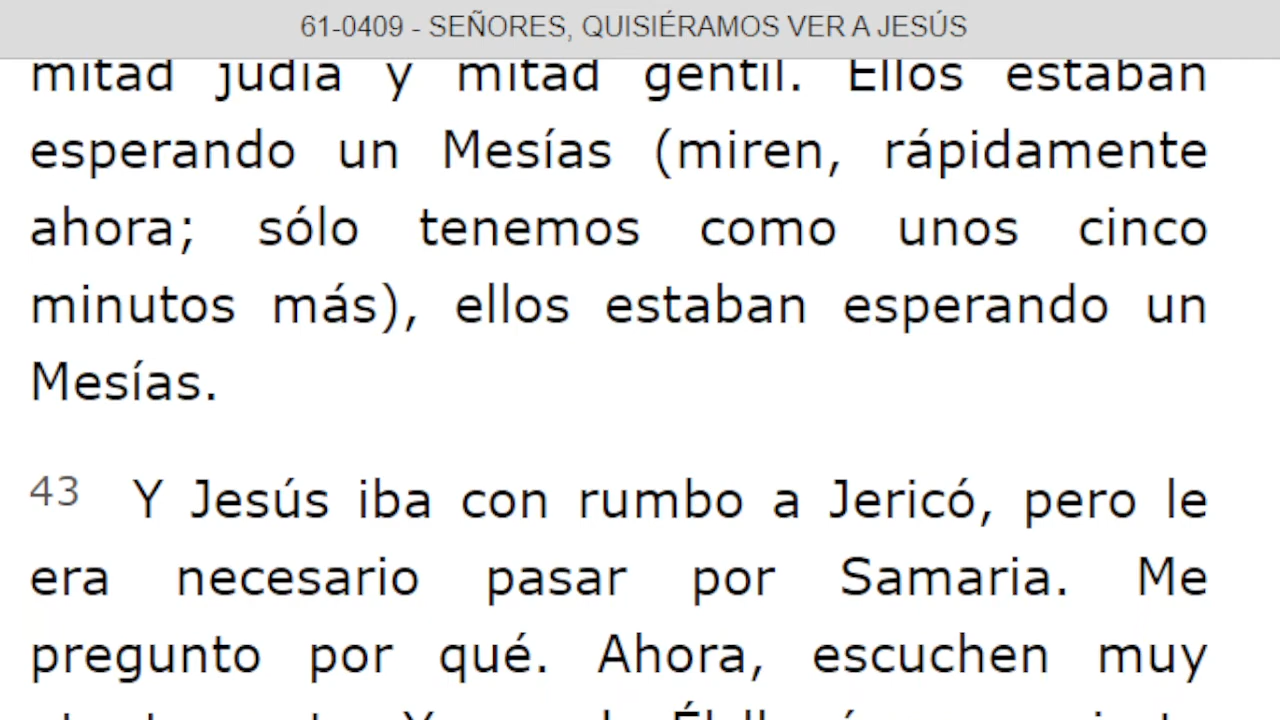 61-0409 - SEÑORES, QUISIÉRAMOS VER A JESÚS
mitad judía y mitad gentil. Ellos estaban
esperando un Mesías (miren, rápidamente
ahora; sólo tenemos como unos cinco
minutos más), ellos estaban esperando un
Mesías.
43 Y Jesús iba con rumbo a Jericó, pero le
era necesario pasar por Samaria. Me
pregunto por qué. Ahora, escuchen muy